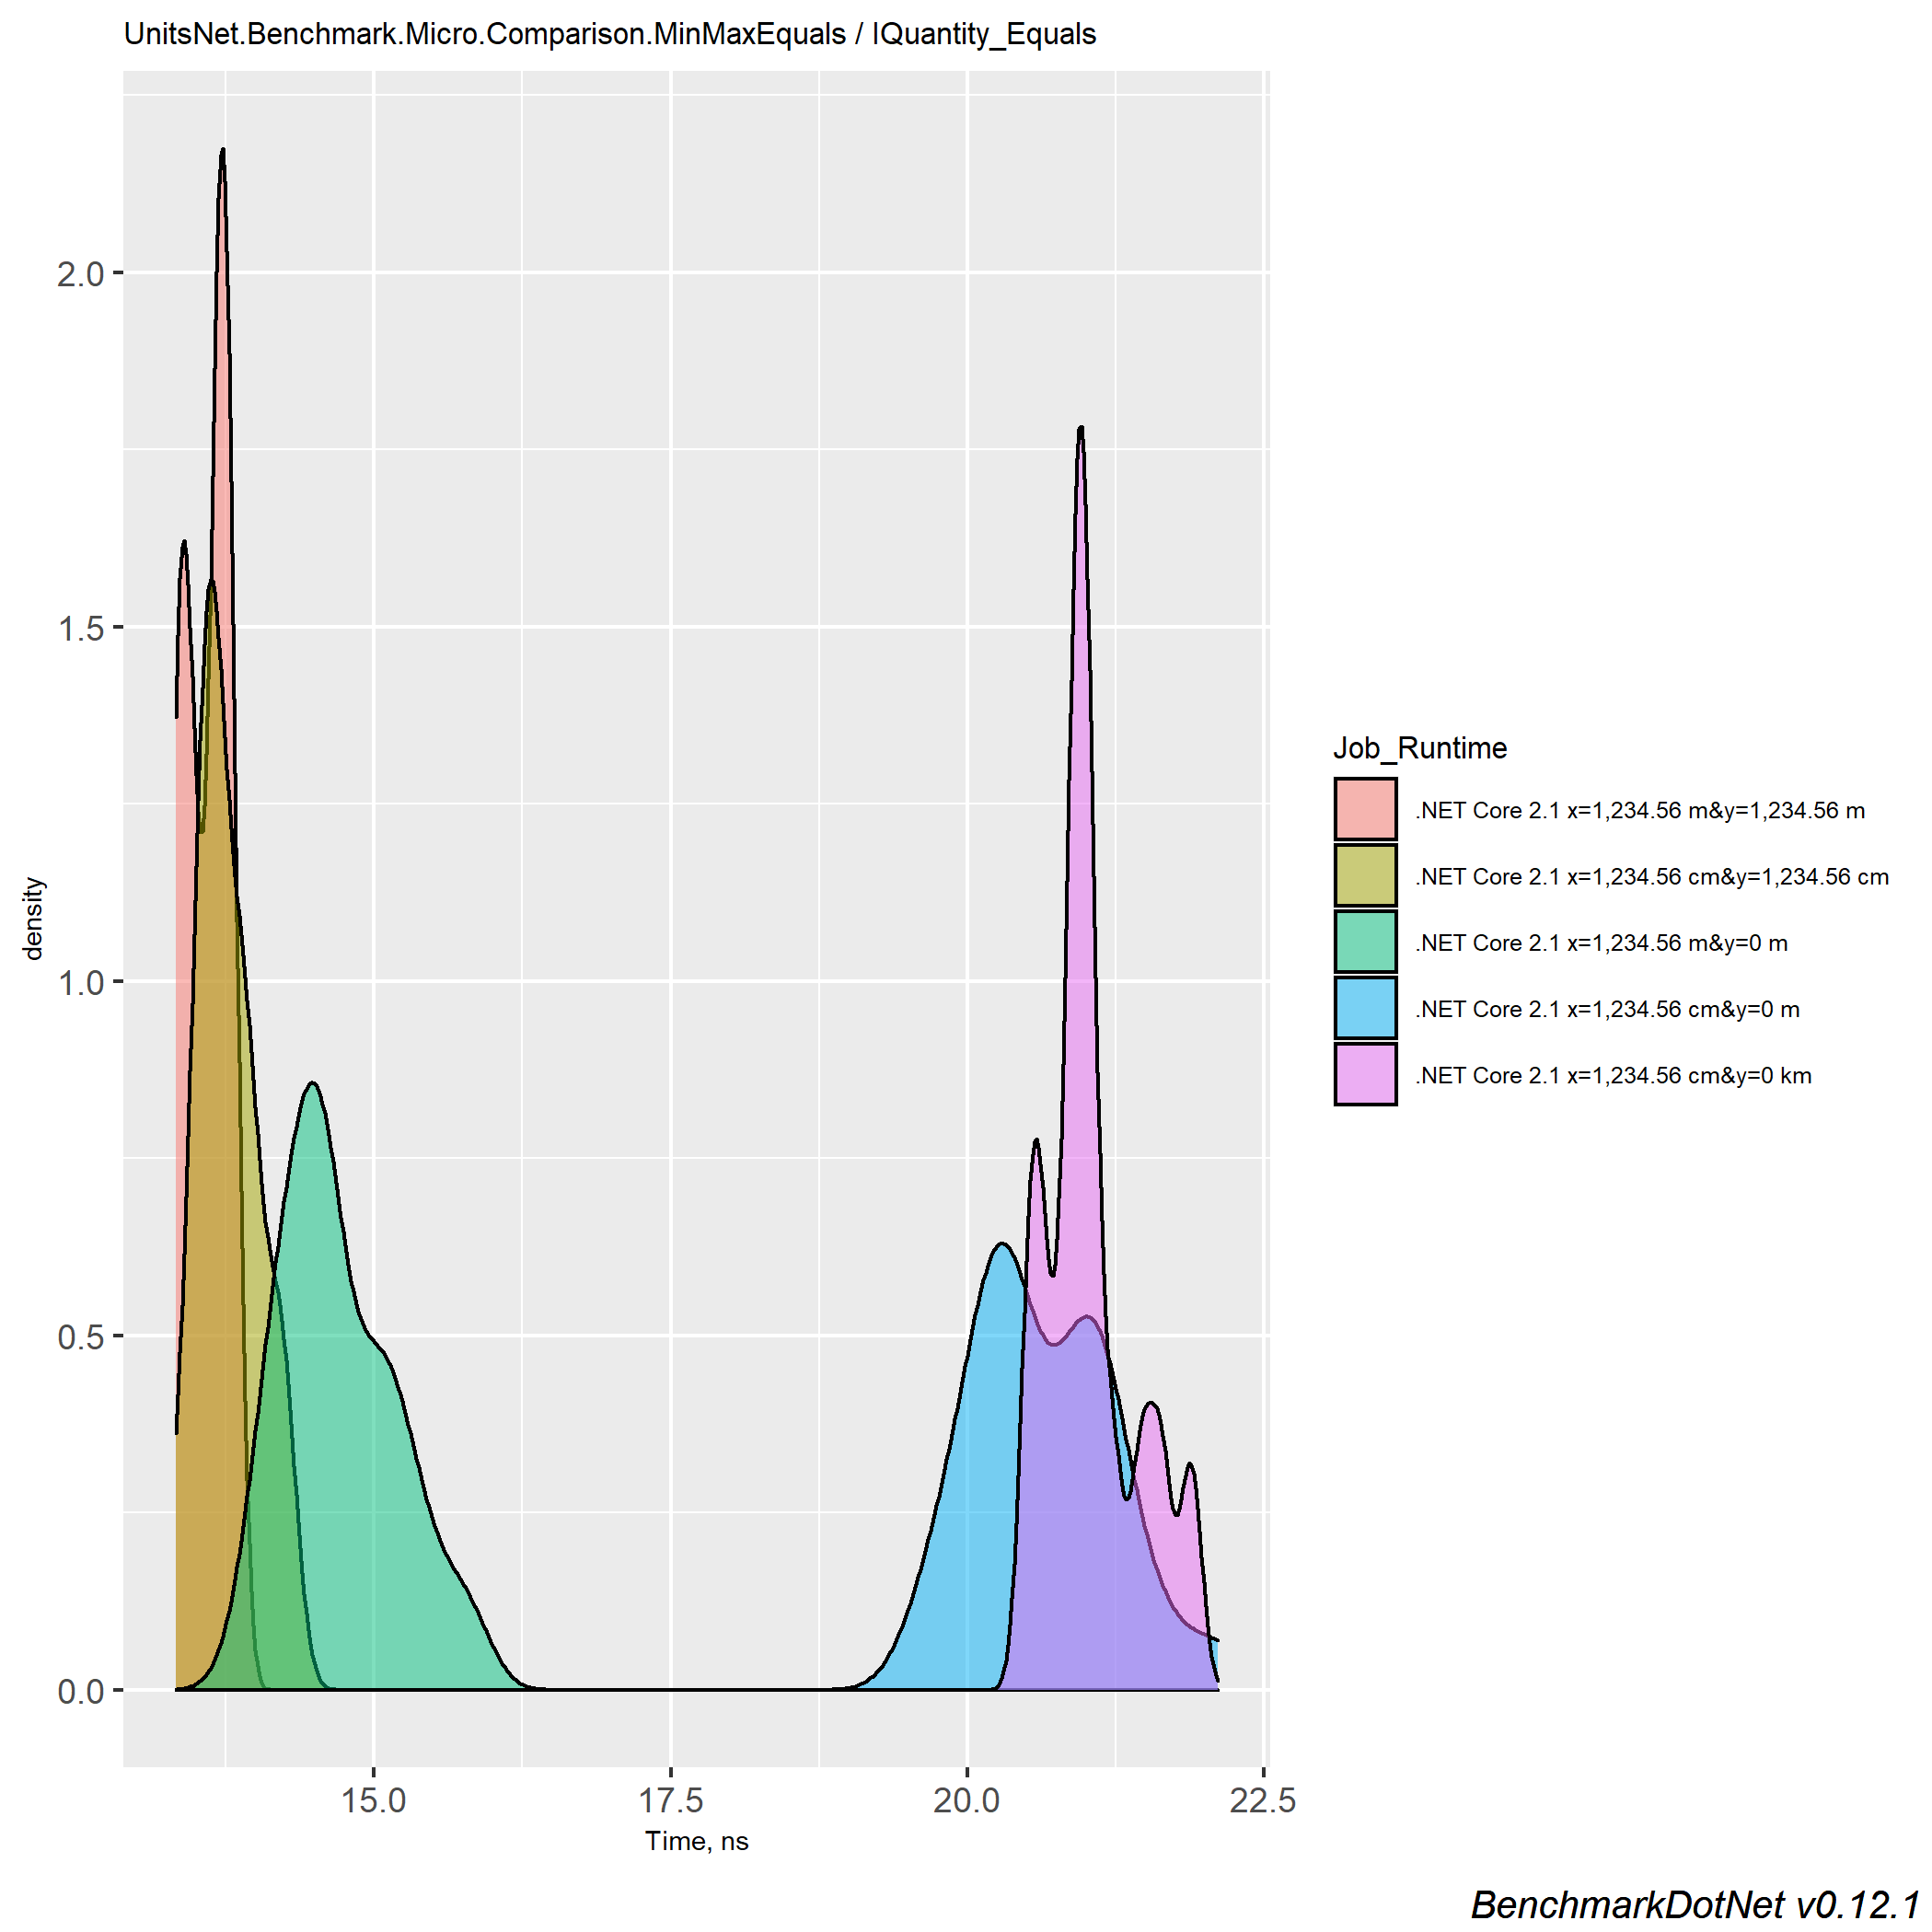 UnitsNet.Benchmark.Micro.Comparison.MinMaxEquals / IQuantity_Equals
2.0
1.5
1.0
0.5
0.0
density
15.0
17.5
20.0
22.5
Time, ns
Job_Runtime
.NET Core 2.1 x=1,234.56 m&y=1,234.56 m
.NET Core 2.1 x=1,234.56 cm&y=1,234.56 cm
.NET Core 2.1 x=1,234.56 m&y=0 m
.NET Core 2.1 x=1,234.56 cm&y=0 m
.NET Core 2.1 x=1,234.56 cm&y=0 km
BenchmarkDotNet v0.12.1